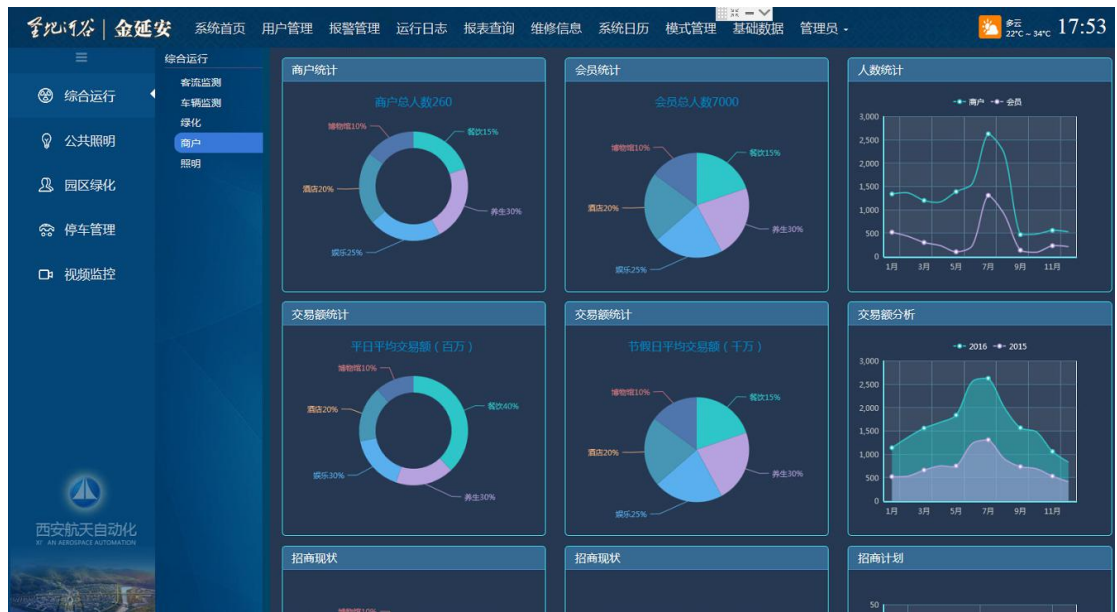 圣地河谷 金延安
系统首页 用户管理 报警管理 运行日志 报表查询 维修信息 系统日历 模式管理 基础数据 管理员
多云
22℃ ~ 34℃
17:53
综合运行
公共照明
园区绿化
停车管理
视频监控
西安航天自动化
XI' AN AEROSPACE AUTOMATION
综合运行
客流监测
车辆监测
绿化
商户
照明
商户统计
商户总人数260
博物馆10%
餐饮15%
酒店20%
养生30%
娱乐25%
会员统计
会员总人数7000
博物馆10%
餐饮15%
酒店20%
养生30%
娱乐25%
人数统计
商户 会员
3,000
2,500
2,000
1,500
1,000
500
0
1月 3月 5月 7月 9月 11月
交易额统计
平日平均交易额（百万）
博物馆10%
餐饮40%
酒店20%
娱乐30%
养生30%
交易额统计
节假日平均交易额（千万）
博物馆10%
餐饮15%
酒店20%
养生30%
娱乐25%
交易额分析
2016 2015
3,000
2,500
2,000
1,500
1,000
500
0
1月 3月 5月 7月 9月 11月
招商现状
博物馆10%
招商现状
招商计划
50